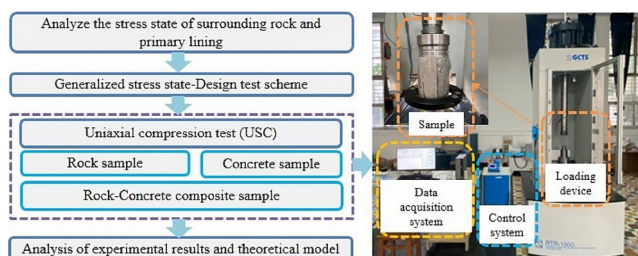 Analyze the stress state of surrounding rock and
primary lining
Generalized stress state-Design test scheme
Uniaxial compression test (USC)
Rock sample
Concrete sample
Rock-Concrete composite sample
Analysis of experimental results and theoretical model
GCTS
Sample
Data
acquisition
system
Control
system
Loading
device
RTR-1500